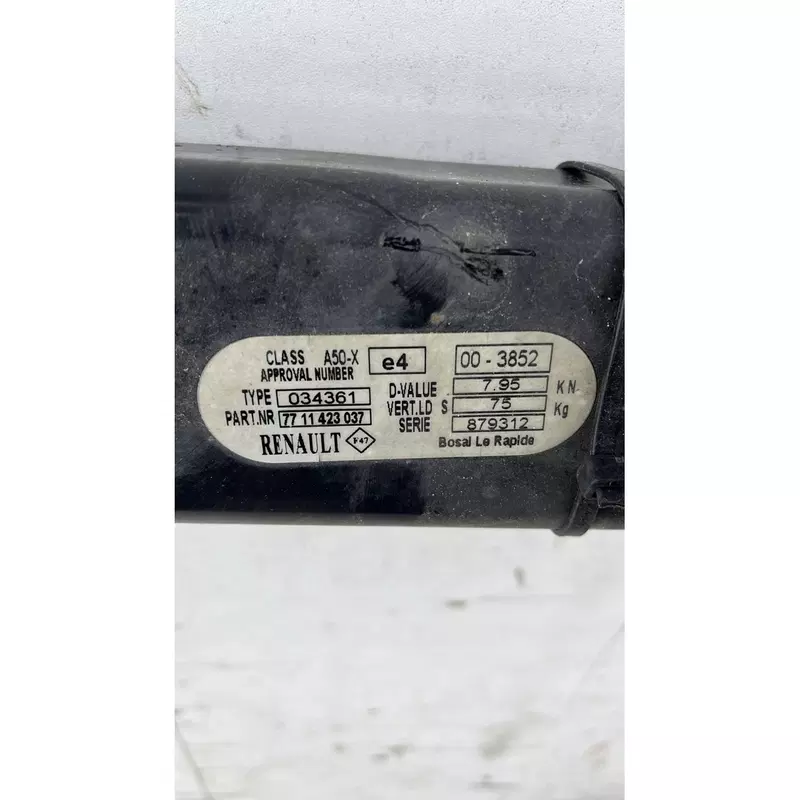 CLASS A50-X e4 00 - 3852
APPROVAL NUMBER
TYPE 034361 D-VALUE 7.95 KN
PART.NR 77 11 423 037 VERT.LD S 75 Kg
SERIE 879312
RENAULT F47 Bosal Le Rapide